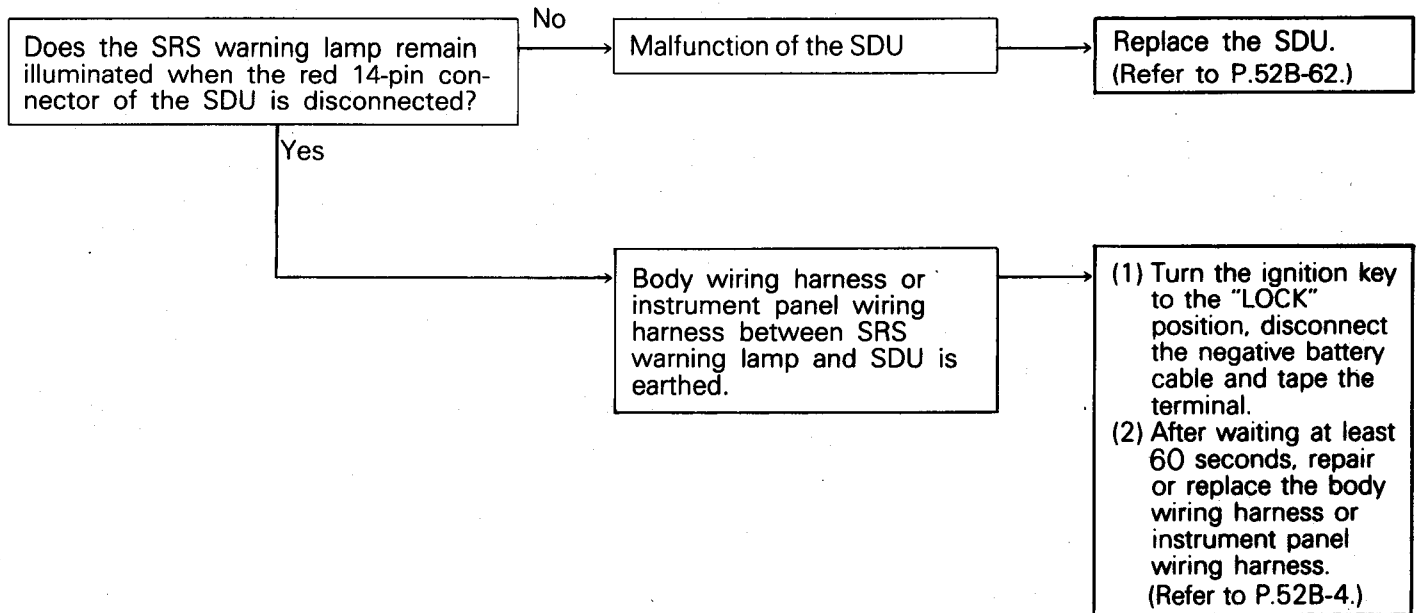 Does the SRS warning lamp remain
illuminated when the red 14-pin con-
nector of the SDU is disconnected?
No
Malfunction of the SDU
Replace the SDU.
(Refer to P.52B-62.)
Yes
Body wiring harness or
instrument panel wiring
harness between SRS
warning lamp and SDU is
earthed.
(1) Turn the ignition key
to the "LOCK"
position, disconnect
the negative battery
cable and tape the
terminal.
(2) After waiting at least
60 seconds, repair
or replace the body
wiring harness or
instrument panel
wiring harness.
(Refer to P.52B-4.)